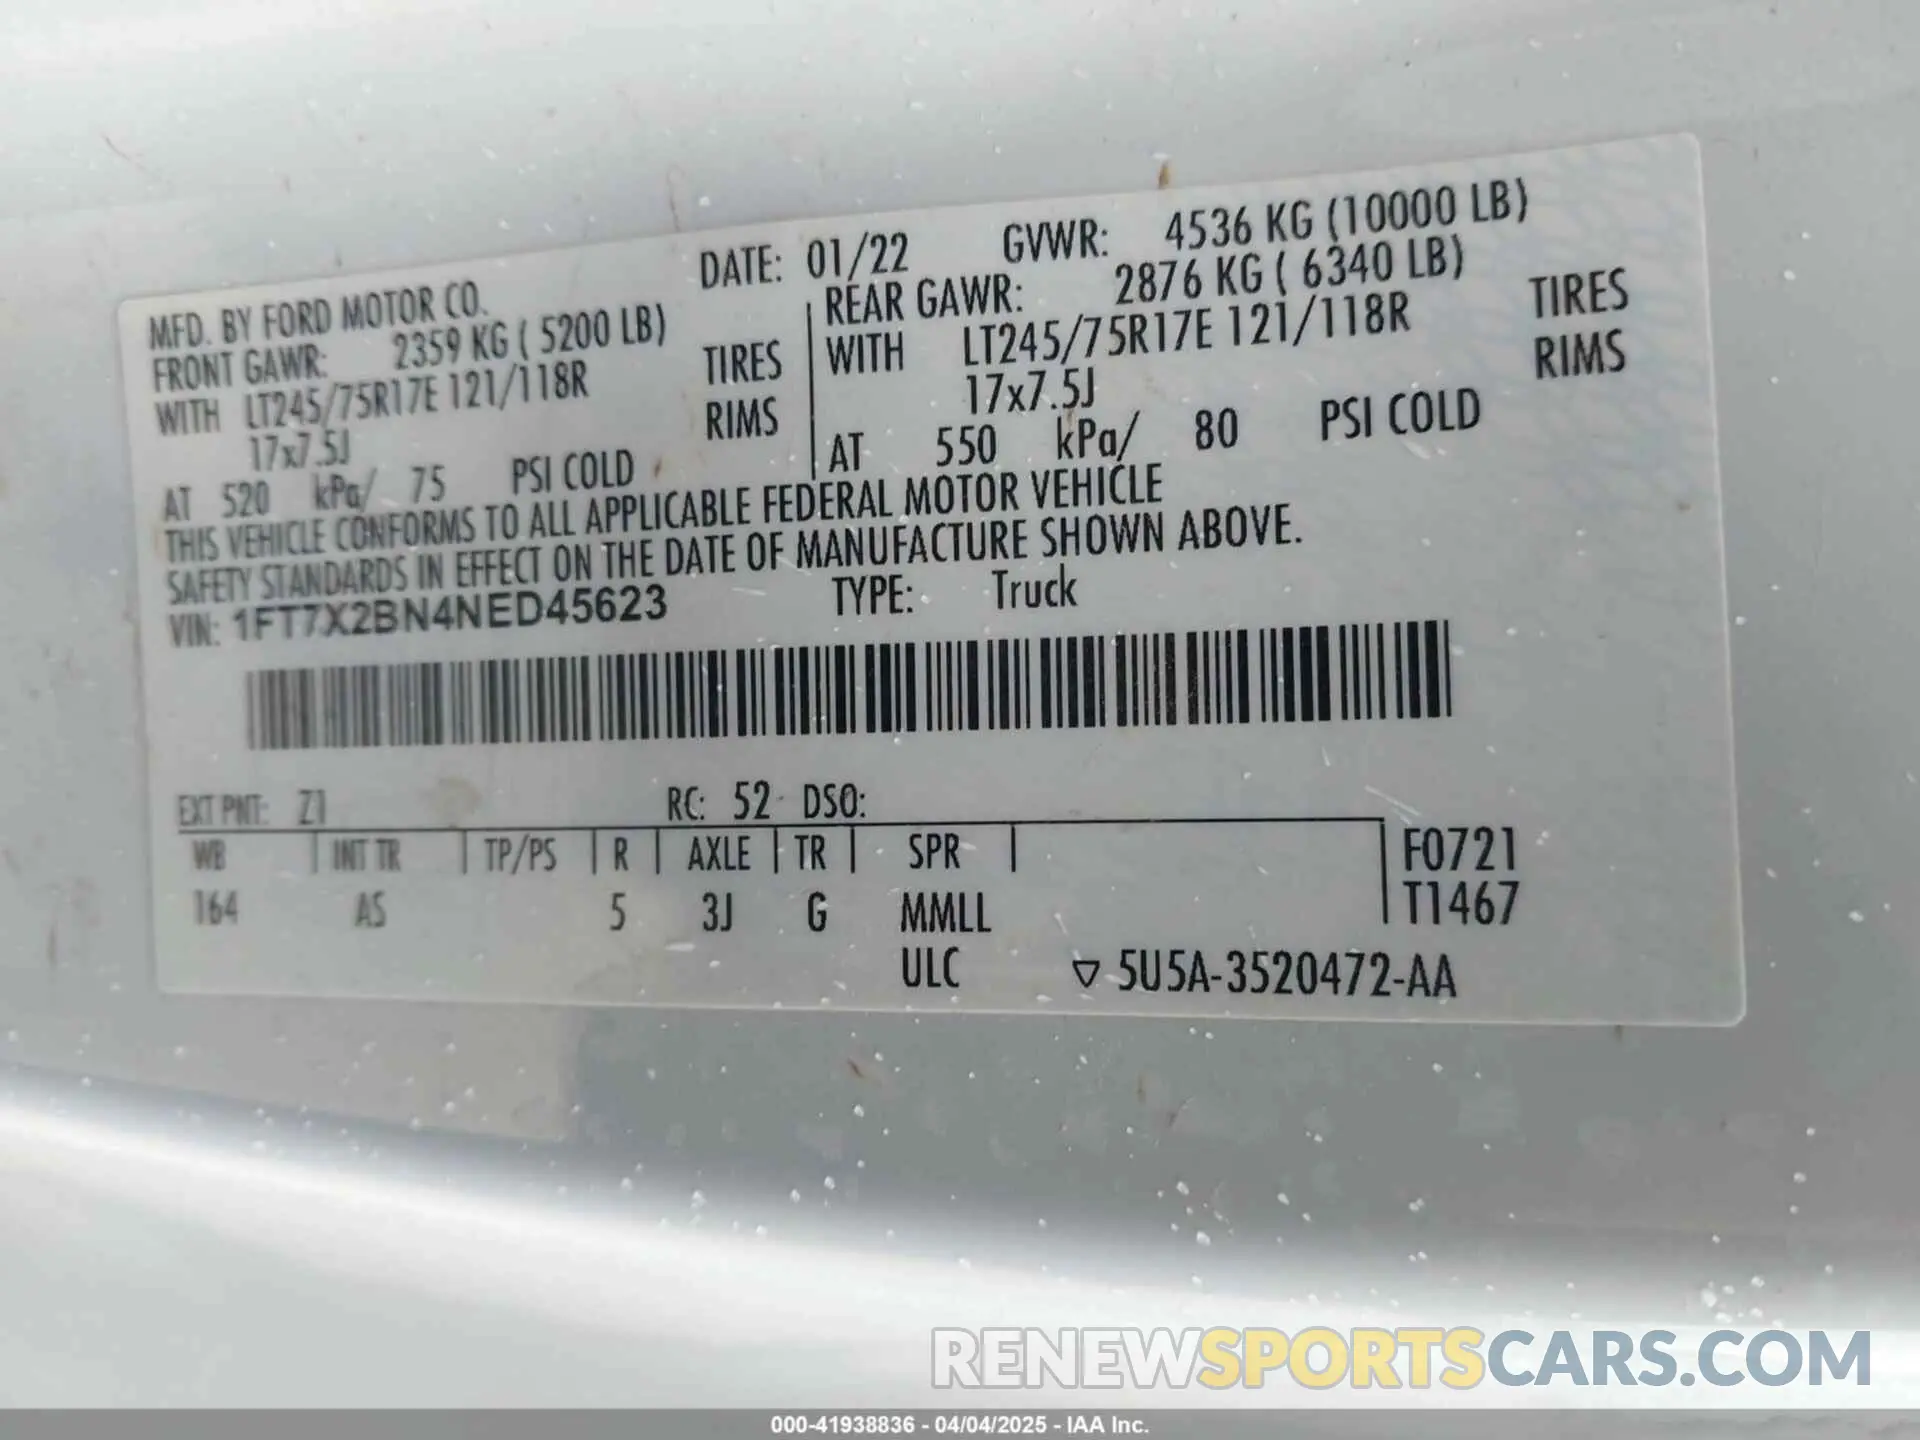 DATE: 01/22 GVWR: 4536 KG (10000 LB)
MFD. BY FORD MOTOR CO.
FRONT GAWR: 2359 KG ( 5200 LB)
WITH LT245/75R17E 121/118R TIRES
17x7.5J RIMS
AT 520 kPa/ 75 PSI COLD
REAR GAWR: 2876 KG ( 6340 LB)
WITH LT245/75R17E 121/118R TIRES
17x7.5J RIMS
AT 550 kPa/ 80 PSI COLD
THIS VEHICLE CONFORMS TO ALL APPLICABLE FEDERAL MOTOR VEHICLE
SAFETY STANDARDS IN EFFECT ON THE DATE OF MANUFACTURE SHOWN ABOVE.
VIN: 1FT7X2BN4NED45623 TYPE: Truck
EXT PNT: Z1 RC: 52 DSO:
WB INT TR TP/PS R AXLE TR SPR F0721
164 AS 5 3J G MMLL T1467
ULC ▽ 5U5A-3520472-AA
RENEWSPORTSCARS.COM
000-41938836 - 04/04/2025 - IAA Inc.